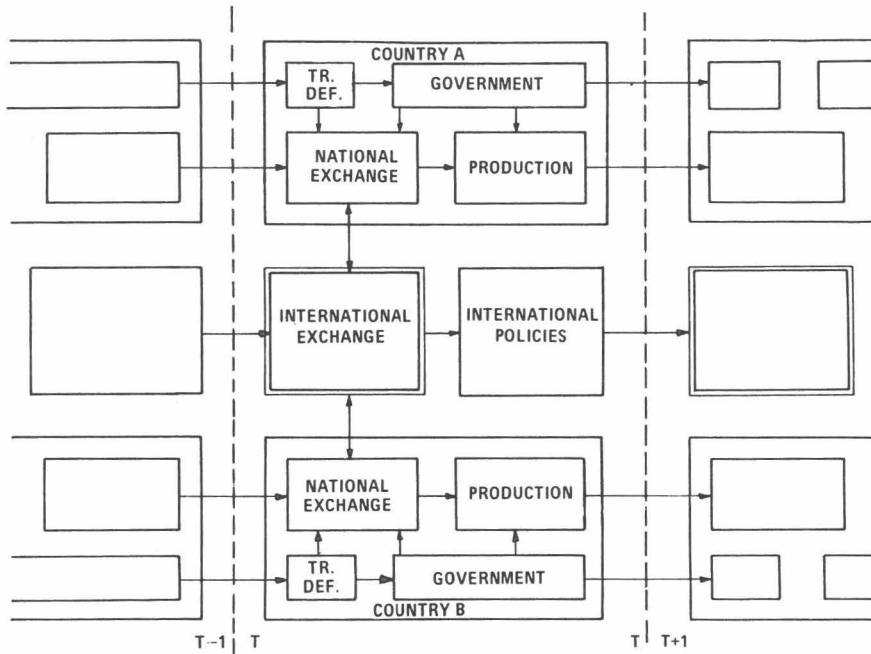 COUNTRY A
TR.
DEF.
GOVERNMENT
NATIONAL
EXCHANGE
PRODUCTION
INTERNATIONAL
EXCHANGE
INTERNATIONAL
POLICIES
NATIONAL
EXCHANGE
PRODUCTION
TR.
DEF.
GOVERNMENT
COUNTRY B
T-1 T T T+1